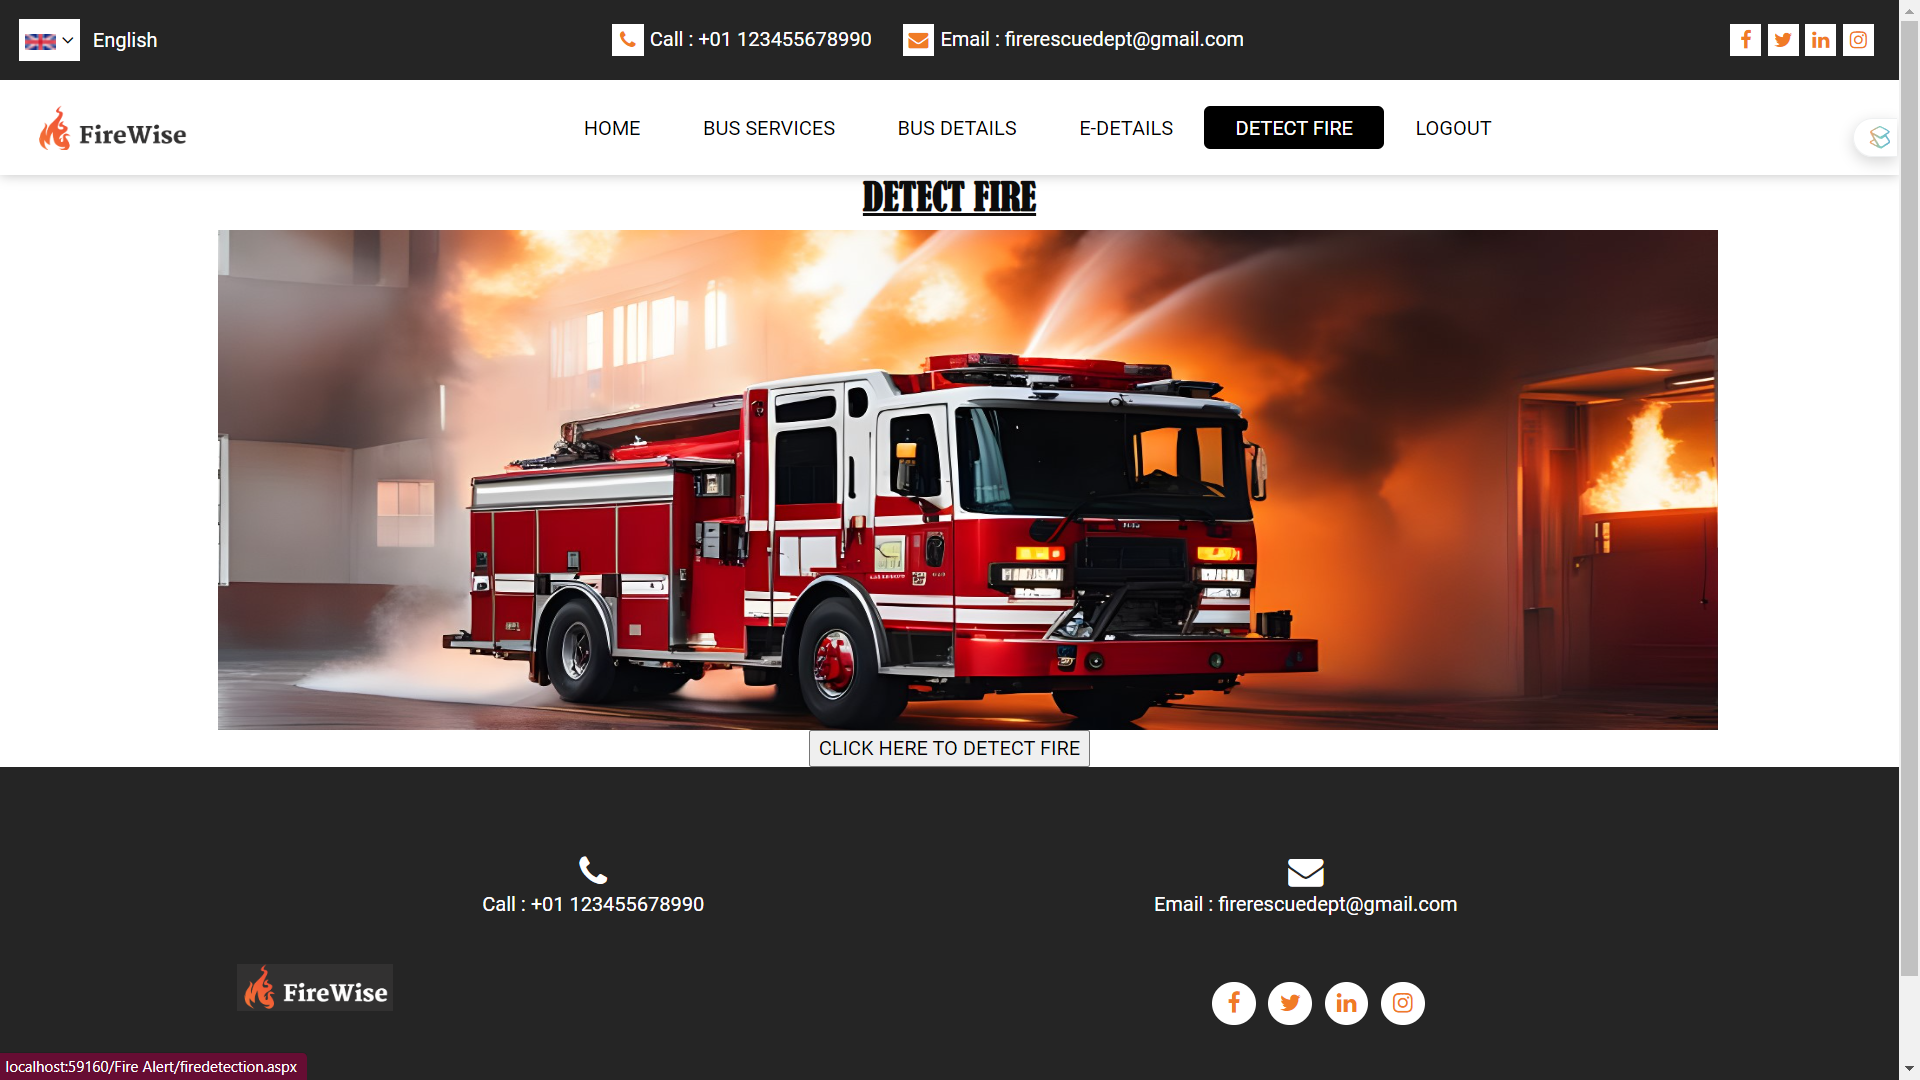 English
Call : +01 123455678990
Email : firerescuedept@gmail.com
FireWise
HOME
BUS SERVICES
BUS DETAILS
E-DETAILS
DETECT FIRE
LOGOUT
DETECT FIRE
CLICK HERE TO DETECT FIRE
Call : +01 123455678990
Email : firerescuedept@gmail.com
FireWise
localhost:59160/Fire Alert/firedetection.aspx